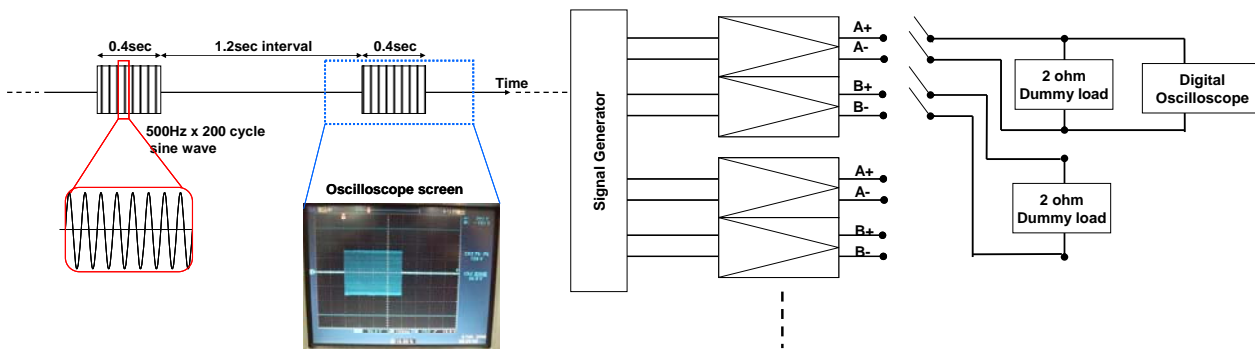 0.4sec
1.2sec interval
0.4sec
Time
500Hz x 200 cycle
sine wave
Oscilloscope screen
Signal Generator
A+
A-
B+
B-
A+
A-
B+
B-
2 ohm
Dummy load
Digital
Oscilloscope
2 ohm
Dummy load